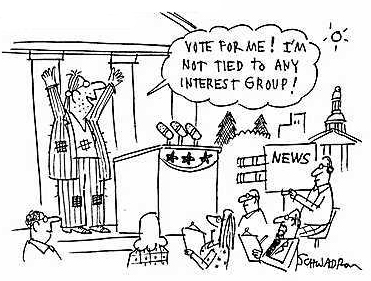 VOTE FOR ME! I'M
NOT TIED TO ANY
INTEREST GROUP!
NEWS
SCHWADRON